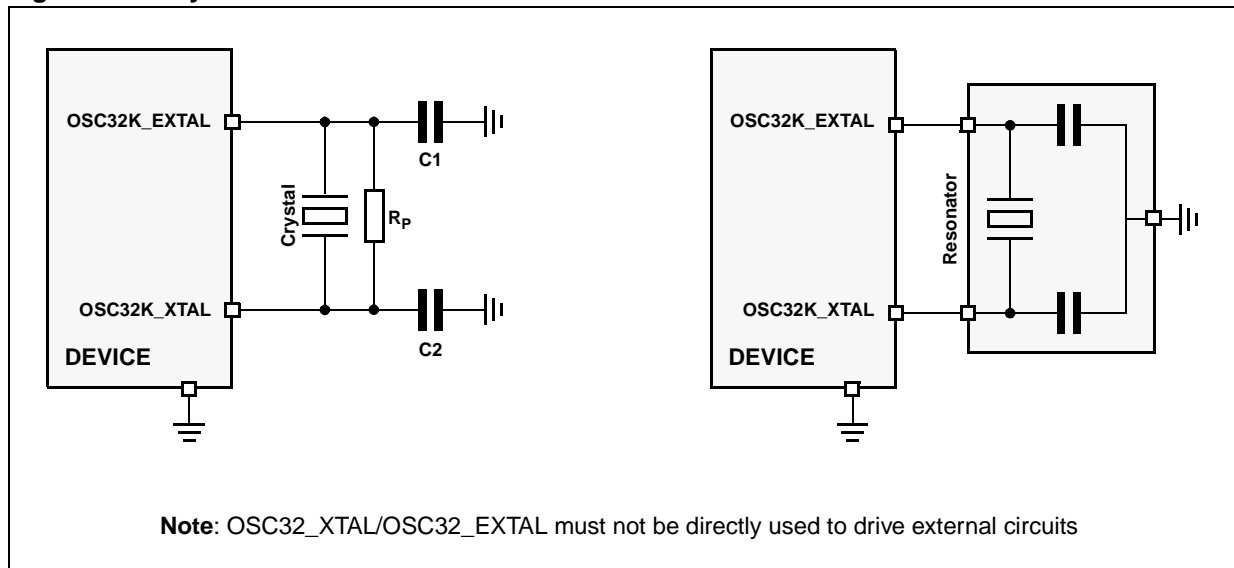 OSC32K_EXTAL
C1
Crystal
RP
OSC32K_XTAL
C2
DEVICE
OSC32K_EXTAL
Resonator
OSC32K_XTAL
DEVICE
Note: OSC32_XTAL/OSC32_EXTAL must not be directly used to drive external circuits